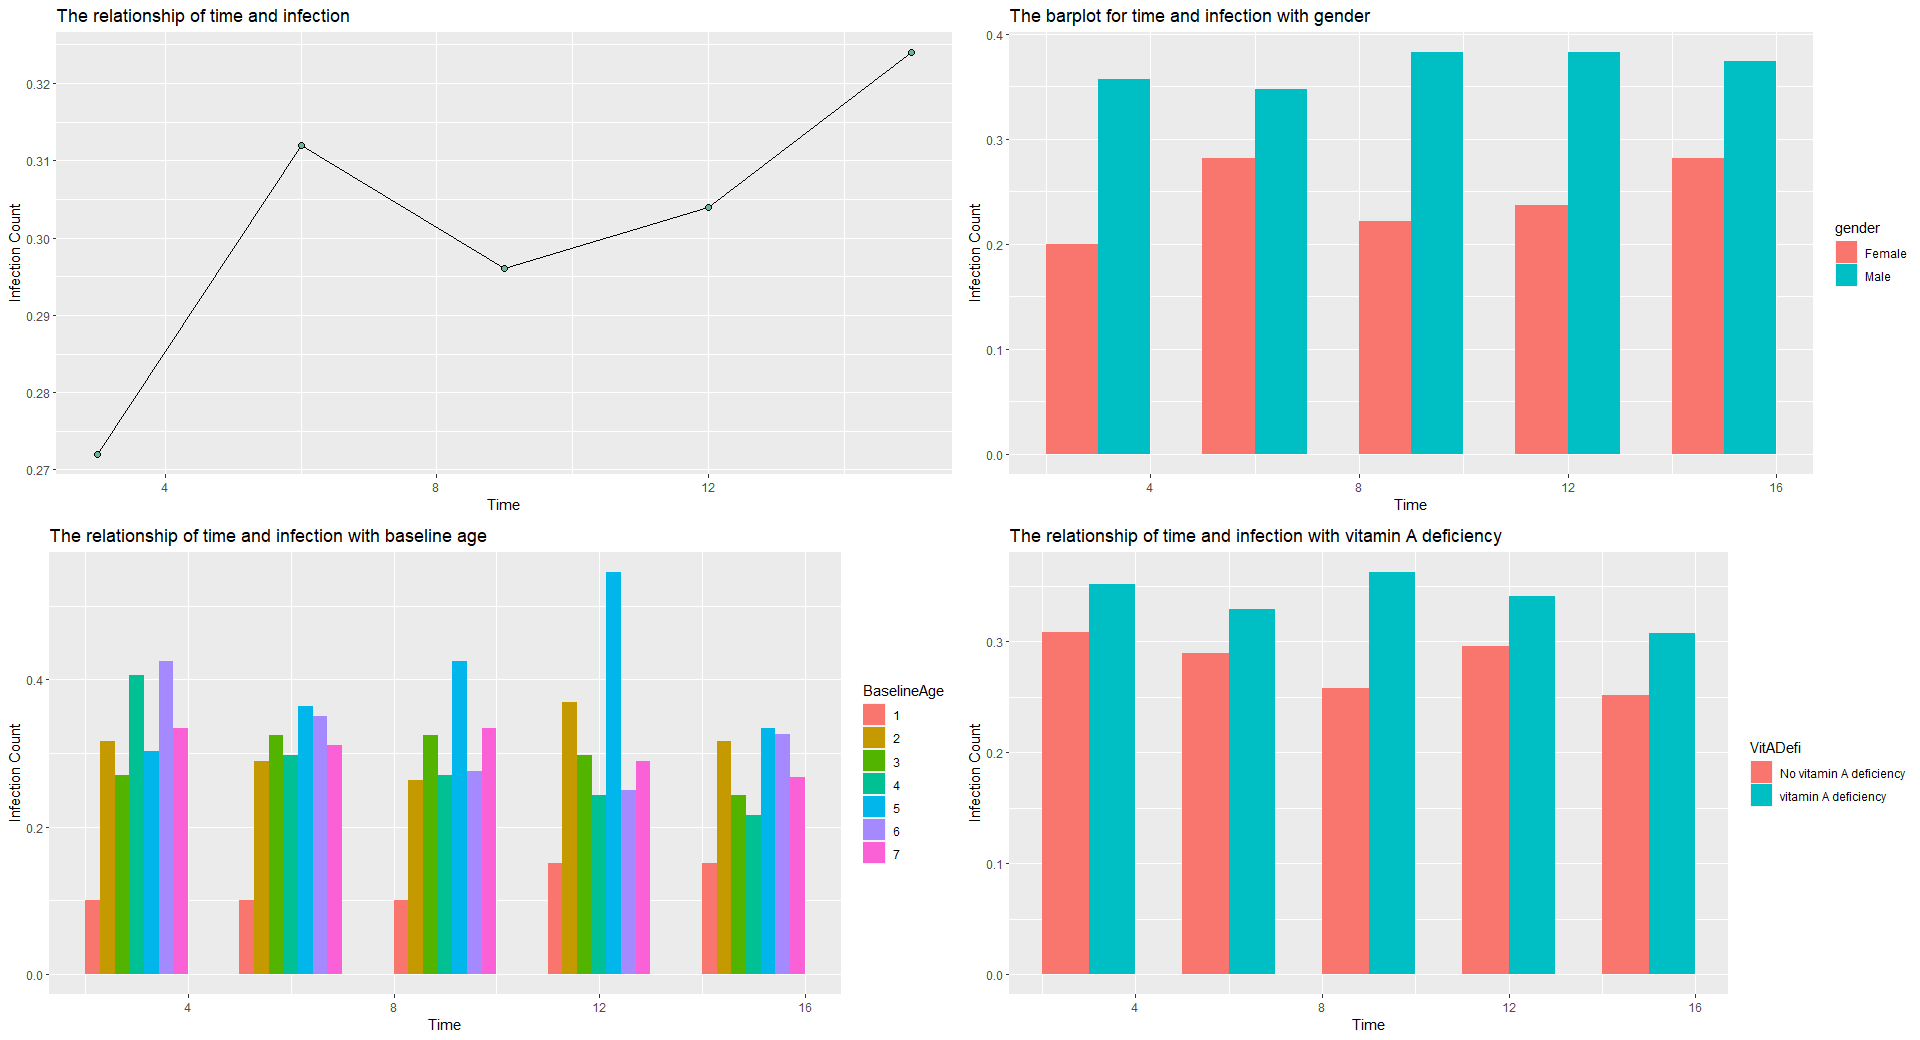 The relationship of time and infection
Infection Count
0.32
0.31
0.30
0.29
0.28
0.27
4
8
12
Time
The barplot for time and infection with gender
Infection Count
0.4
0.3
0.2
0.1
0.0
4
8
12
16
Time
gender
Female
Male
The relationship of time and infection with baseline age
Infection Count
0.4
0.2
0.0
4
8
12
16
Time
BaselineAge
1
2
3
4
5
6
7
The relationship of time and infection with vitamin A deficiency
Infection Count
0.3
0.2
0.1
0.0
4
8
12
16
Time
VitADefi
No vitamin A deficiency
vitamin A deficiency